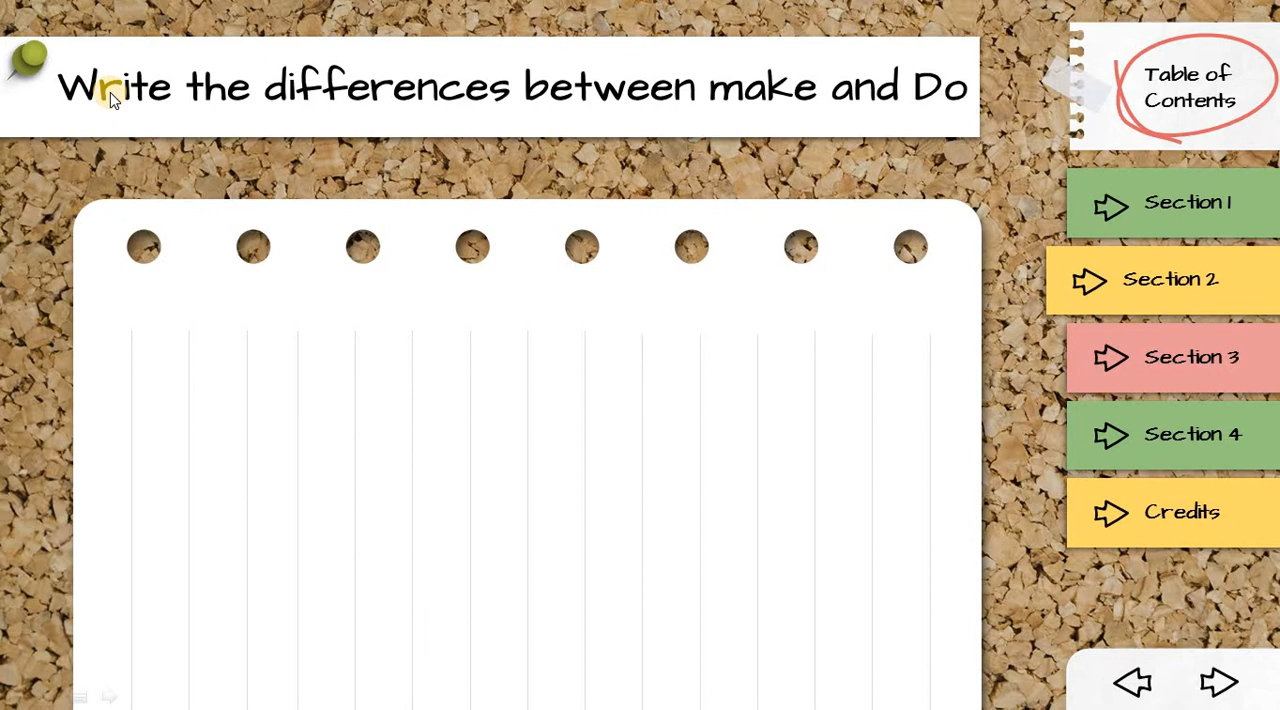 Write the differences between make and Do
Table of
Contents
Section 1
Section 2
Section 3
Section 4
Credits